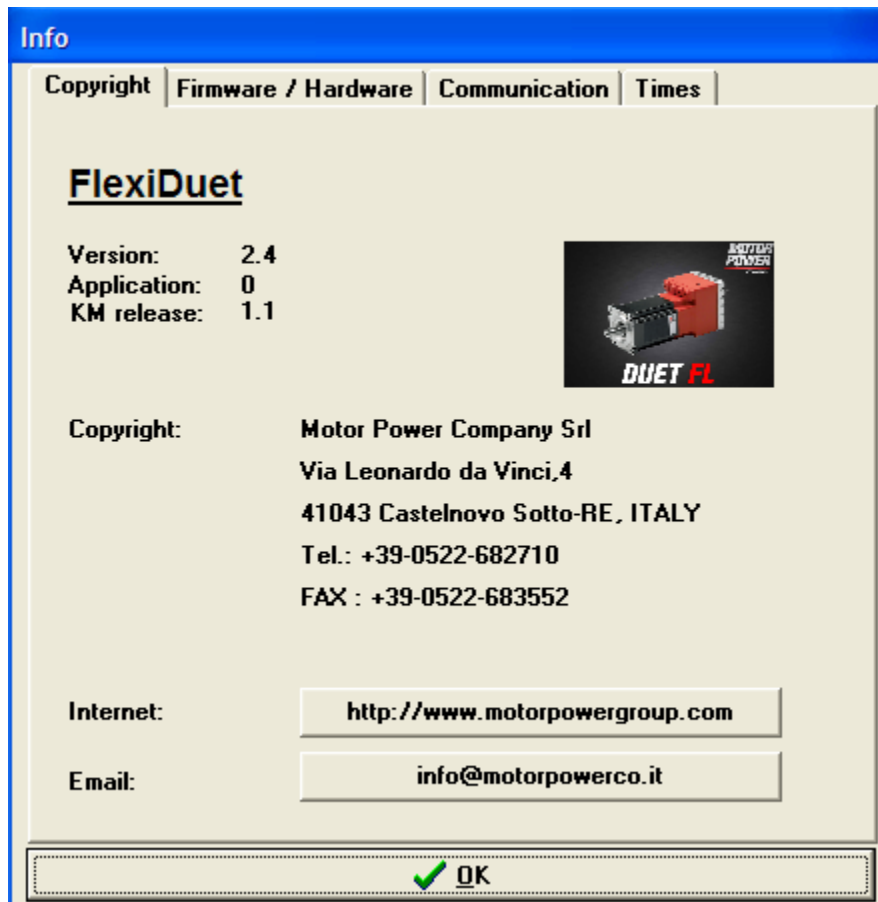 Info
Copyright Firmware / Hardware Communication Times
FlexiDuet
Version: 2.4
Application: 0
KM release: 1.1
MOTOR
POWER
DUET FL
Copyright: Motor Power Company Srl
Via Leonardo da Vinci,4
41043 Castelnovo Sotto-RE, ITALY
Tel.: +39-0522-682710
FAX : +39-0522-683552
Internet: http://www.motorpowergroup.com
Email: info@motorpowerco.it
OK